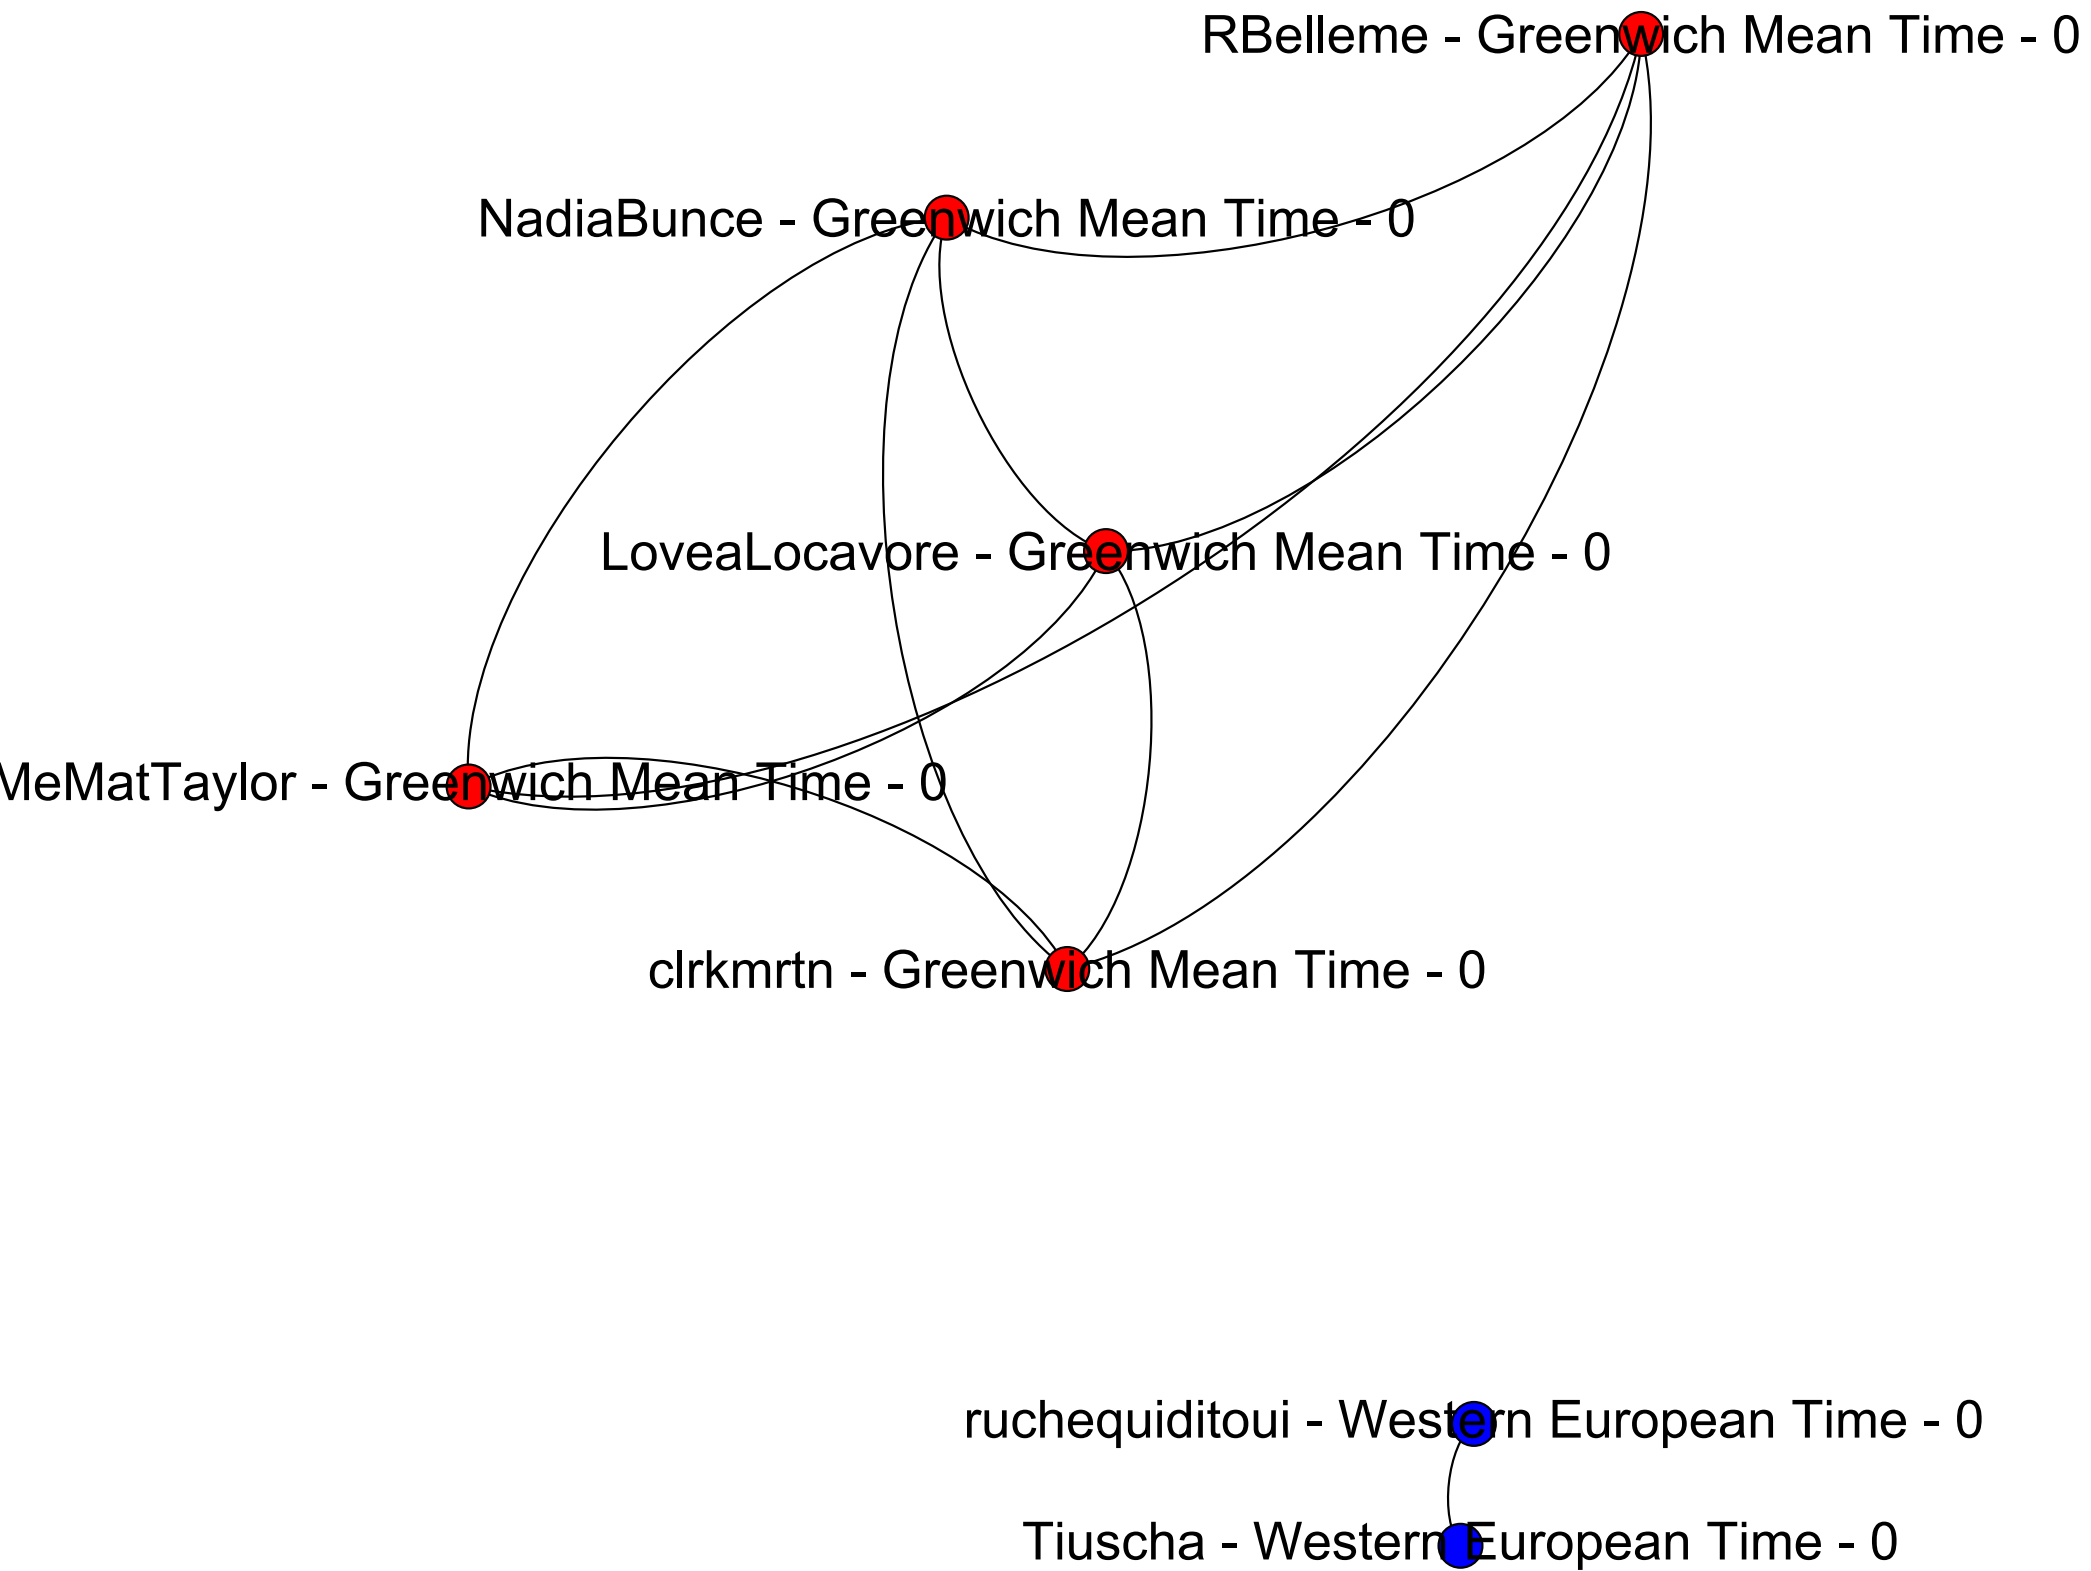 RBelleme - Greenwich Mean Time - 0
NadiaBunce - Greenwich Mean Time - 0
LoveaLocavore - Greenwich Mean Time - 0
MeMatTaylor - Greenwich Mean Time - 0
clrkmrtn - Greenwich Mean Time - 0
ruchequiditoui - Western European Time - 0
Tiuscha - Western European Time - 0